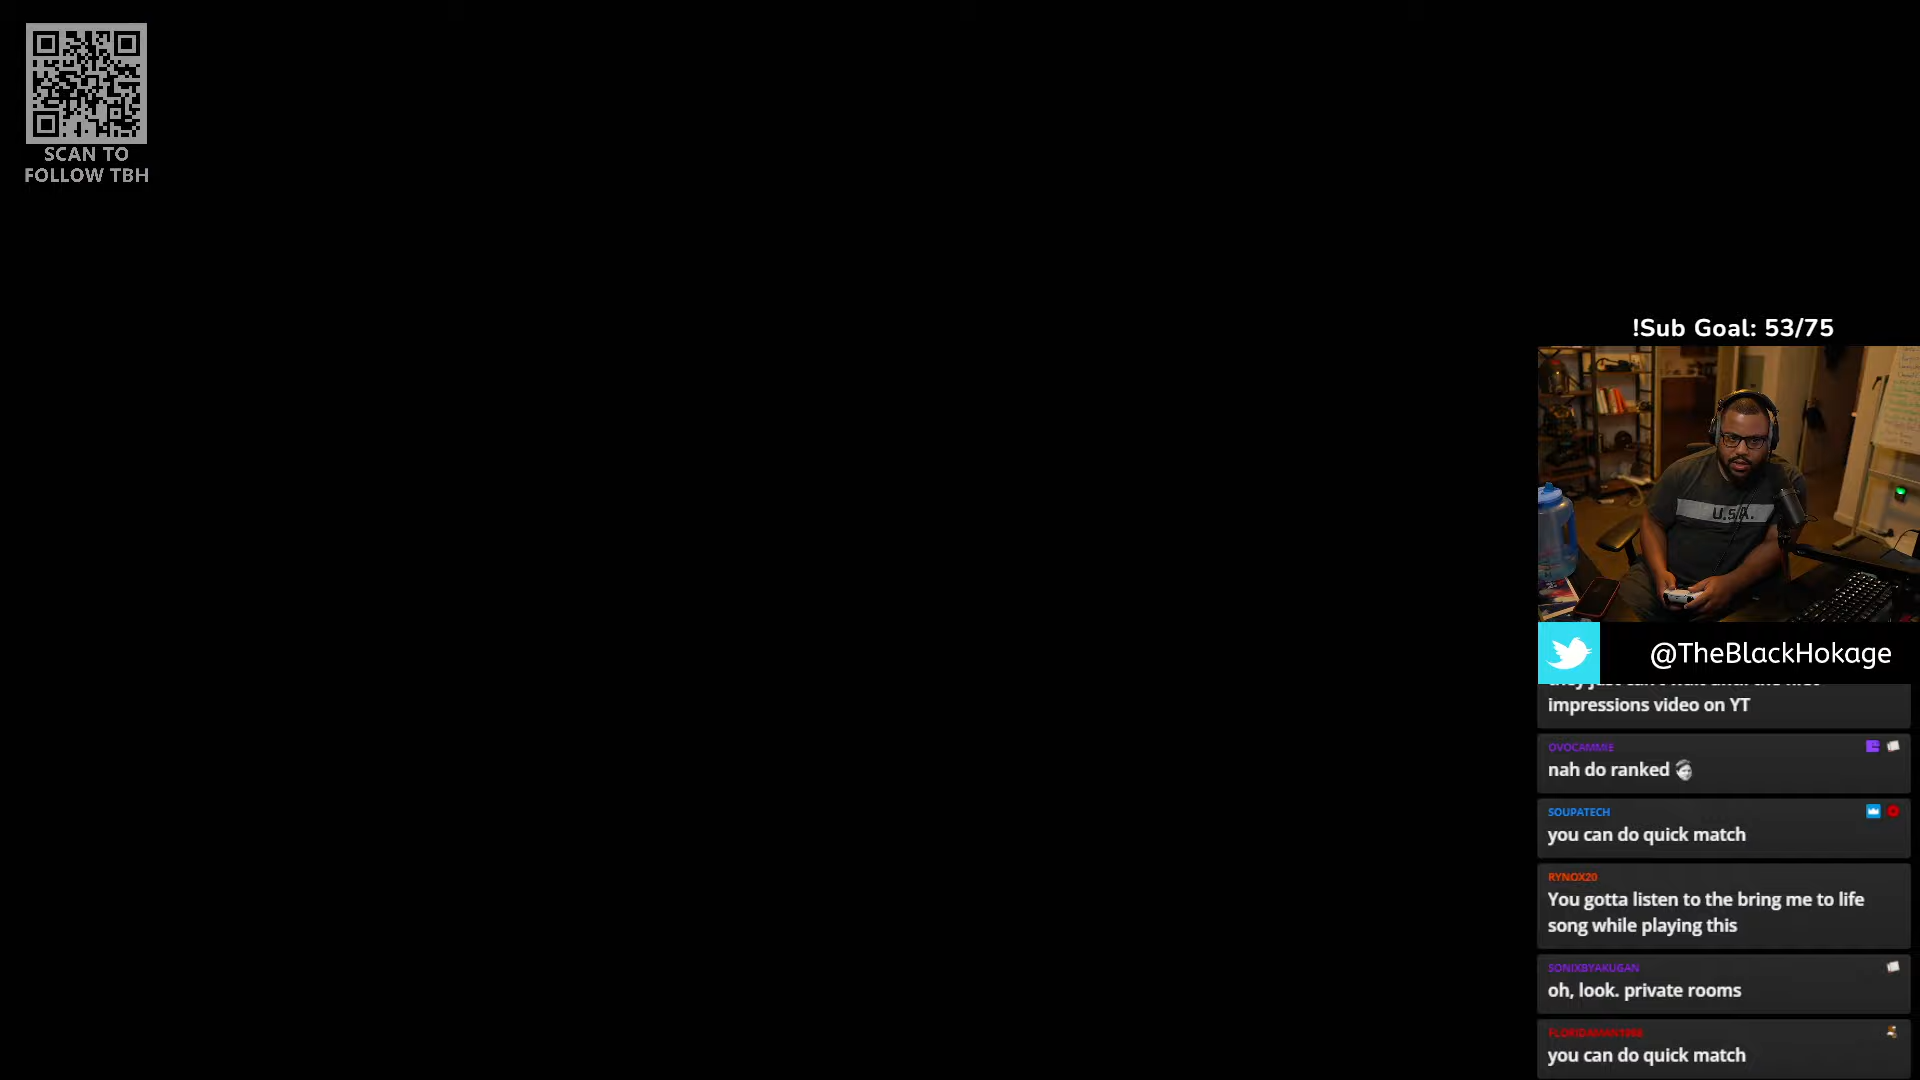 SCAN TO
FOLLOW TBH
!Sub Goal: 53/75
U.S.A.
@TheBlackHokage
impressions video on YT
OVOCAMMIE
nah do ranked
SOUPATECH
you can do quick match
RYNOX20
You gotta listen to the bring me to life
song while playing this
SONIXBYAKUGAN
oh, look. private rooms
you can do quick match